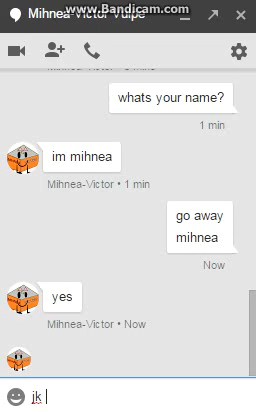 www.Bandicam.com
Mihnea-Victor Vulpe
whats your name?
1 min
im mihnea
Mihnea-Victor • 1 min
go away
mihnea
Now
yes
Mihnea-Victor • Now
jk